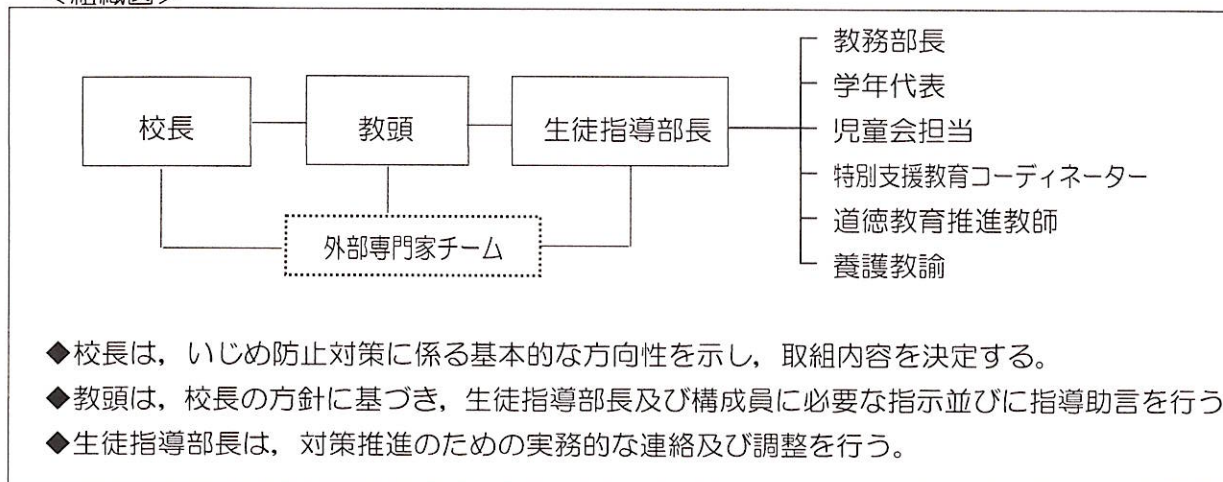 校長
教頭
生徒指導部長
外部専門家チーム
教務部長
学年代表
児童会担当
特別支援教育コーディネーター
道徳教育推進教師
養護教諭
◆校長は，いじめ防止対策に係る基本的な方向性を示し，取組内容を決定する。
◆教頭は，校長の方針に基づき，生徒指導部長及び構成員に必要な指示並びに指導助言を行う
◆生徒指導部長は，対策推進のための実務的な連絡及び調整を行う。